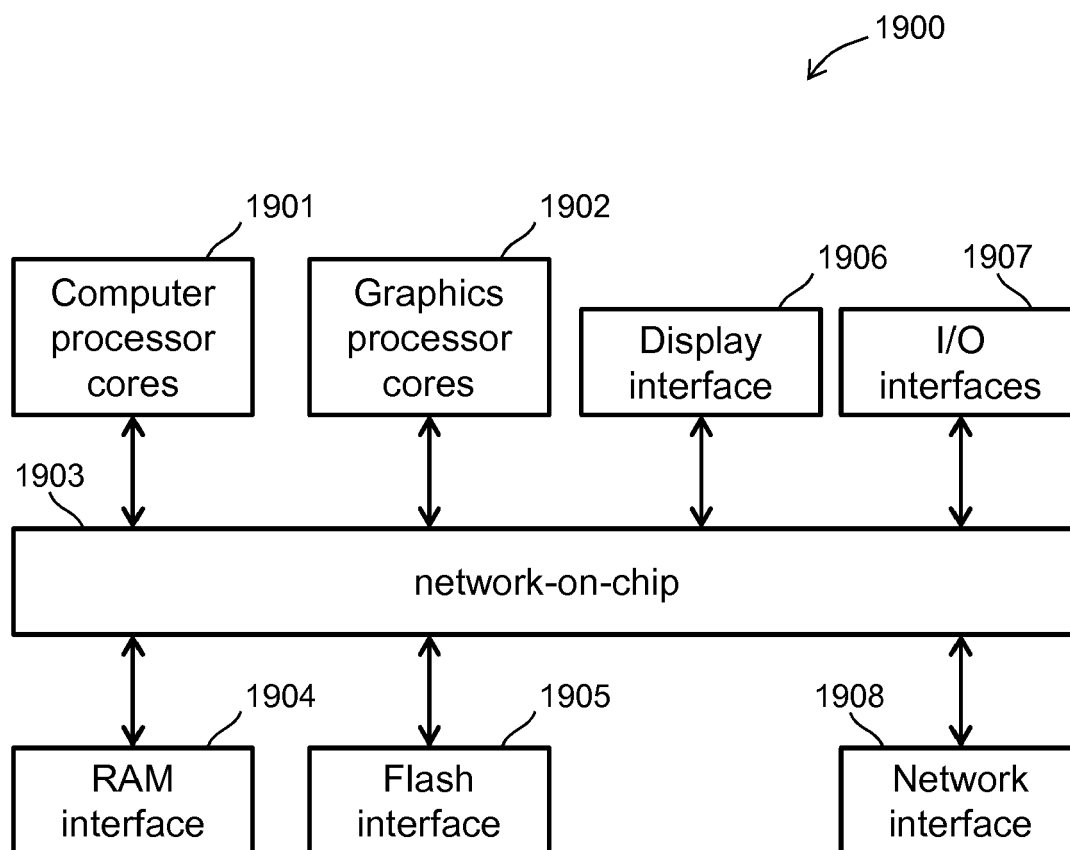 1900
1901
1902
1906
1907
Computer
processor
cores
Graphics
processor
cores
Display
interface
I/O
interfaces
1903
network-on-chip
1904
1905
1908
RAM
interface
Flash
interface
Network
interface